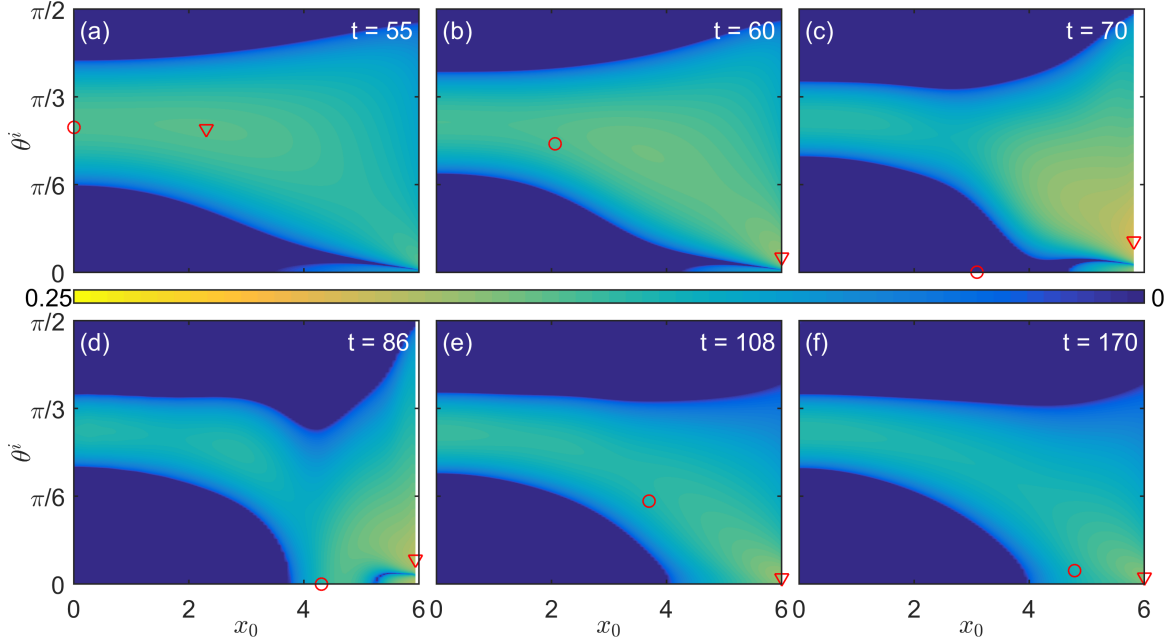 π/2 (a) t = 55 (b) t = 60 (c) t = 70
π/3
θ^i
π/6
0
0.25 0
π/2 (d) t = 86 (e) t = 108 (f) t = 170
π/3
θ^i
π/6
0
0 2 4 6 0 2 4 6 0 2 4 6
x_0 x_0 x_0